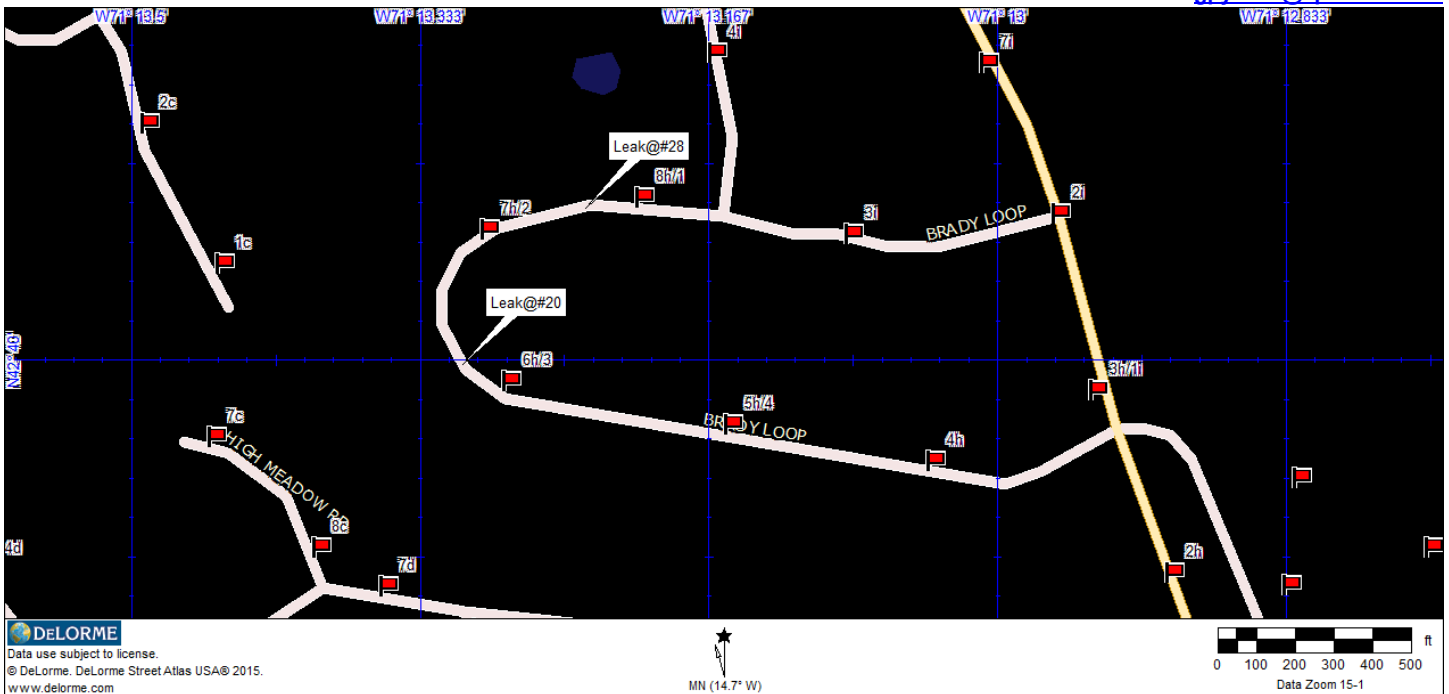 W71° 13.5'
W71° 13.333'
W71° 13.167'
W71° 13'
W71° 12.833'
4i
7i
2c
Leak@#28
8h/1
7h/2
3i
BRADY LOOP
2i
1c
Leak@#20
N42° 48'
6h/3
3h/1i
7c
HIGH MEADOW RD
5h/4
BRADY LOOP
4h
8c
4d
7d
2h
DELORME
Data use subject to license.
© DeLorme. DeLorme Street Atlas USA® 2015.
www.delorme.com
MN (14.7° W)
ft
0 100 200 300 400 500
Data Zoom 15-1